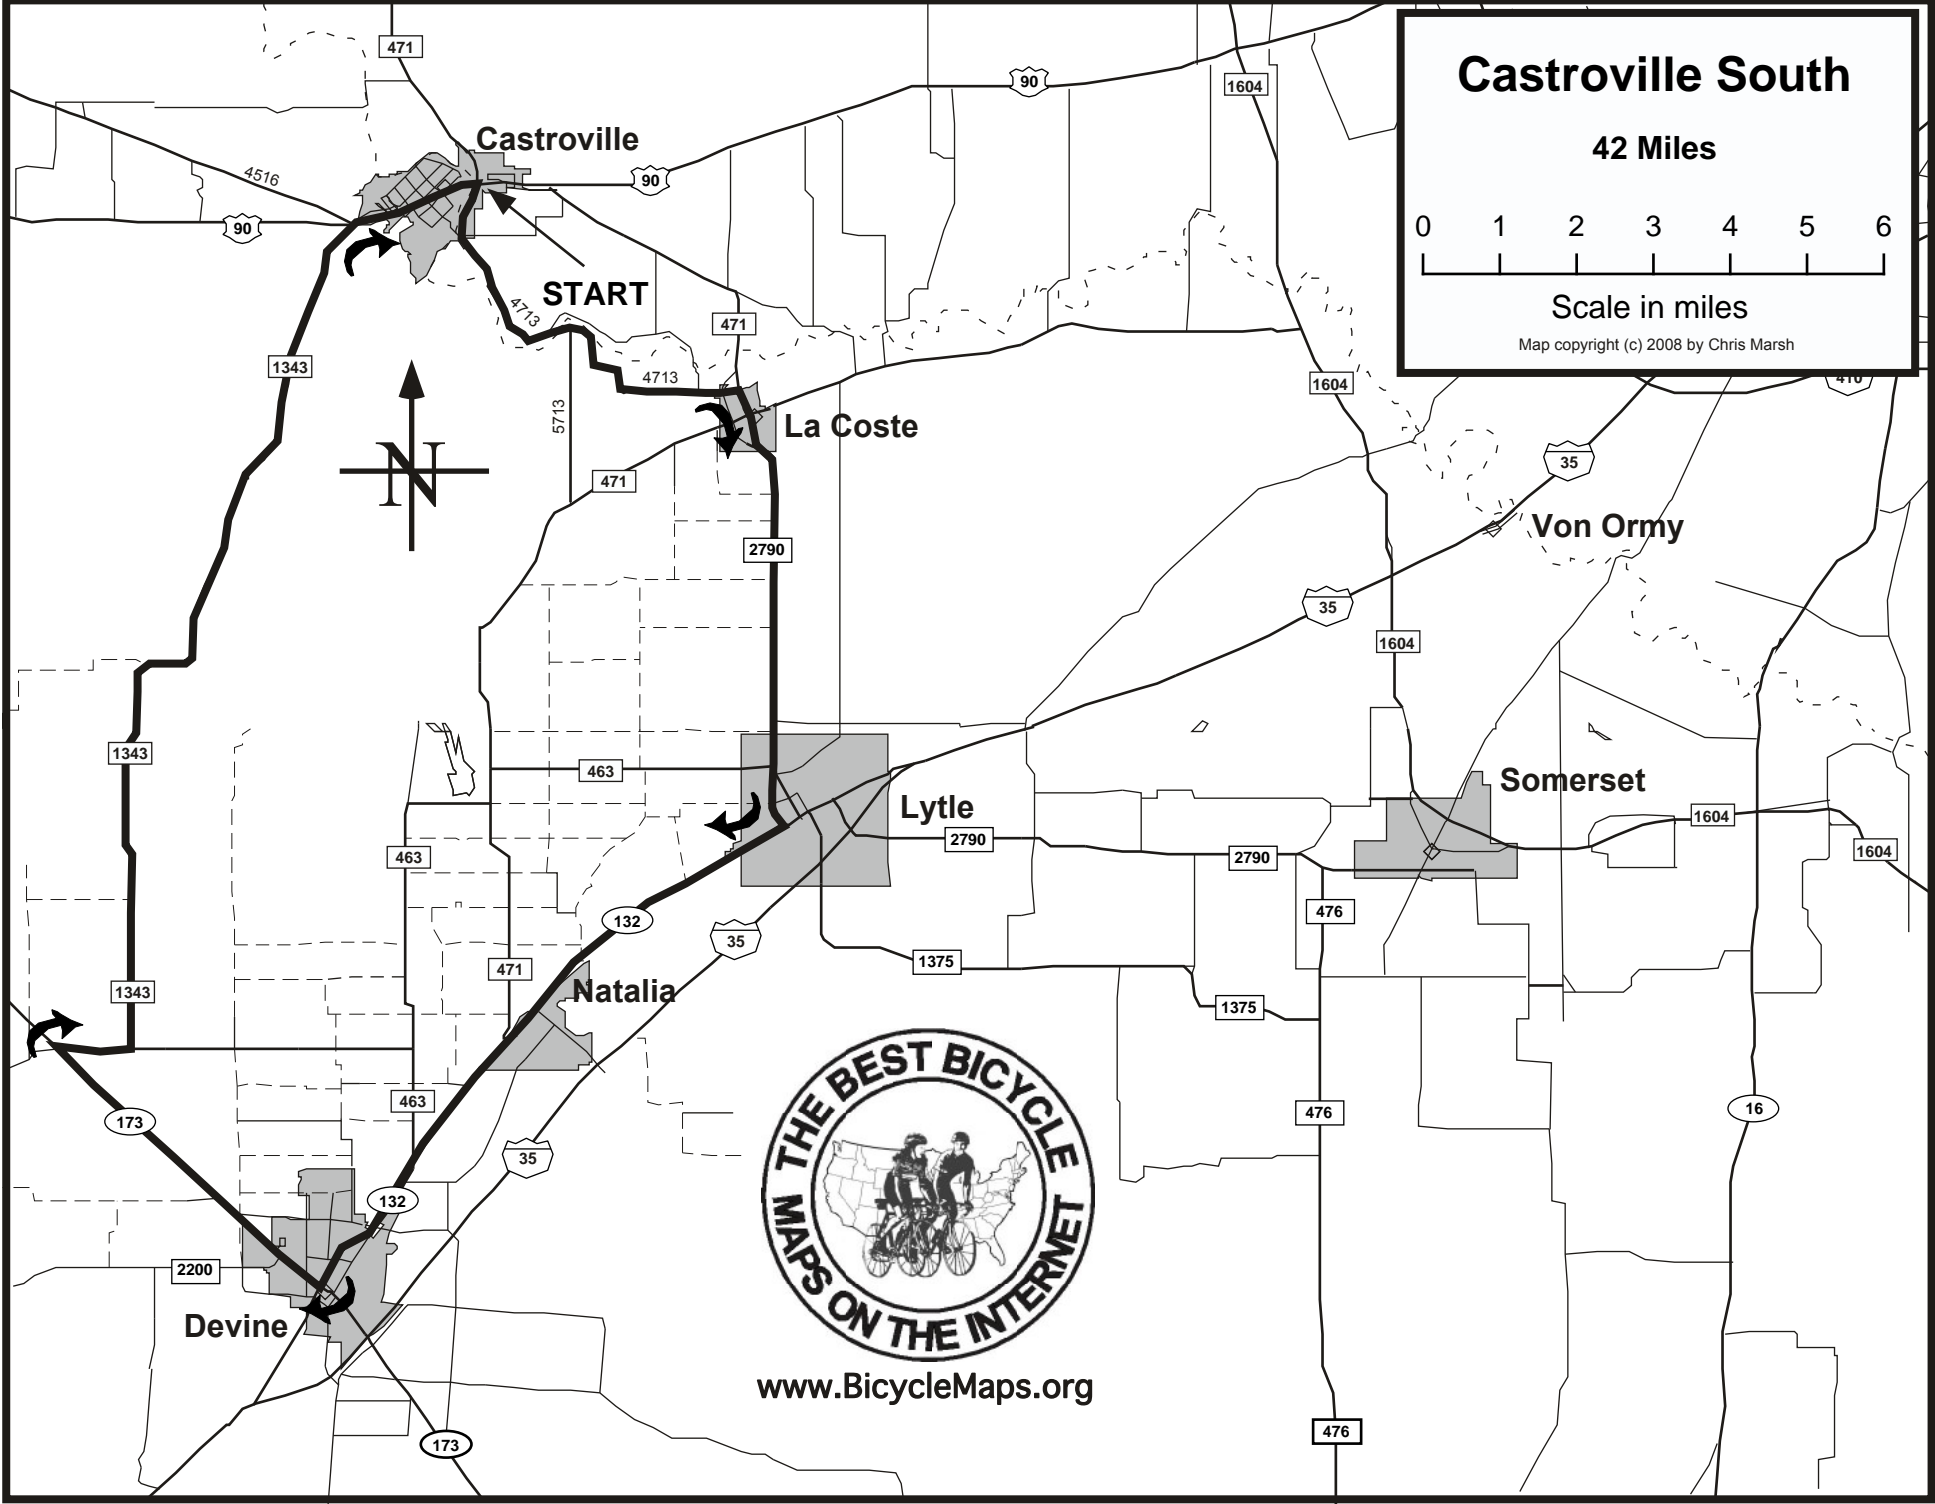 Castroville South
42 Miles
0 1 2 3 4 5 6
Scale in miles
Map copyright (c) 2008 by Chris Marsh
471
90
1604
Castroville
4516
90
90
START
4713
471
1343
4713
1604
410
5713
La Coste
35
471
Von Ormy
2790
N
35
1604
1343
463
Lytle
Somerset
2790
1604
1604
463
2790
132
476
35
1375
471
Natalia
1343
1375
463
173
476
16
35
132
2200
Devine
173
476
THE BEST BICYCLE
MAPS ON THE INTERNET
www.BicycleMaps.org